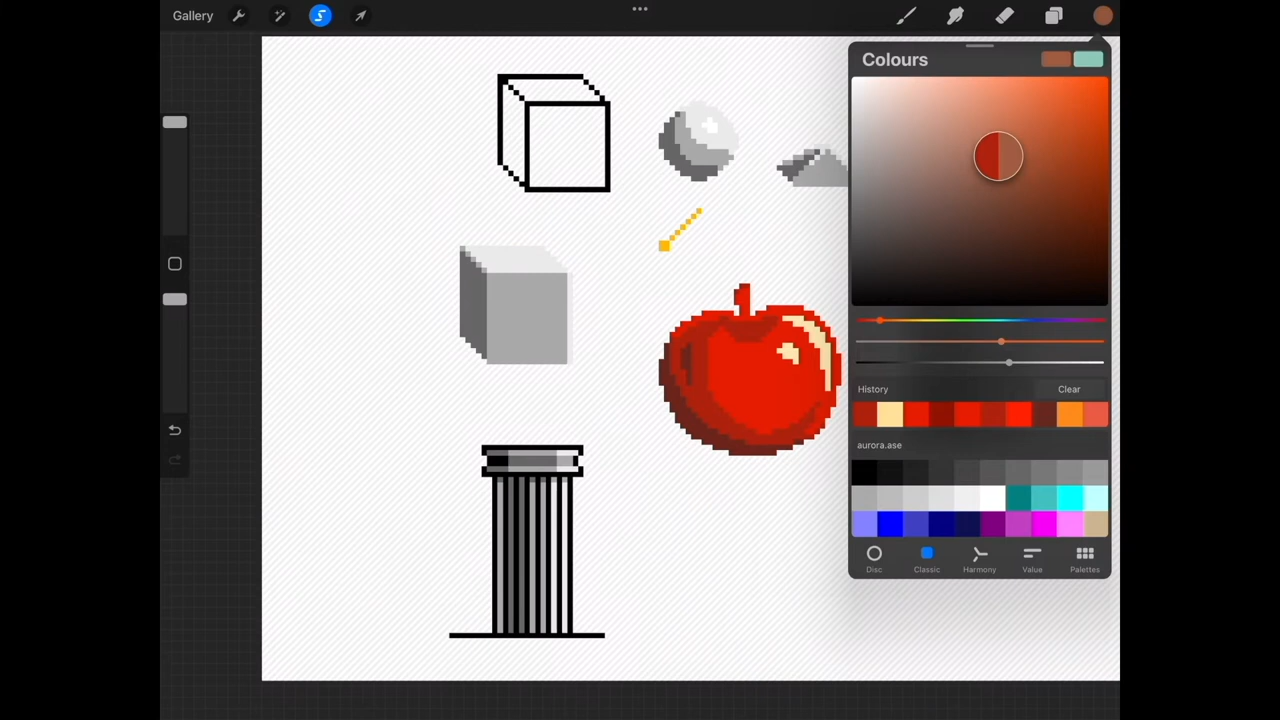 Gallery
Colours
History
Clear
aurora.ase
Disc
Classic
Harmony
Value
Palettes